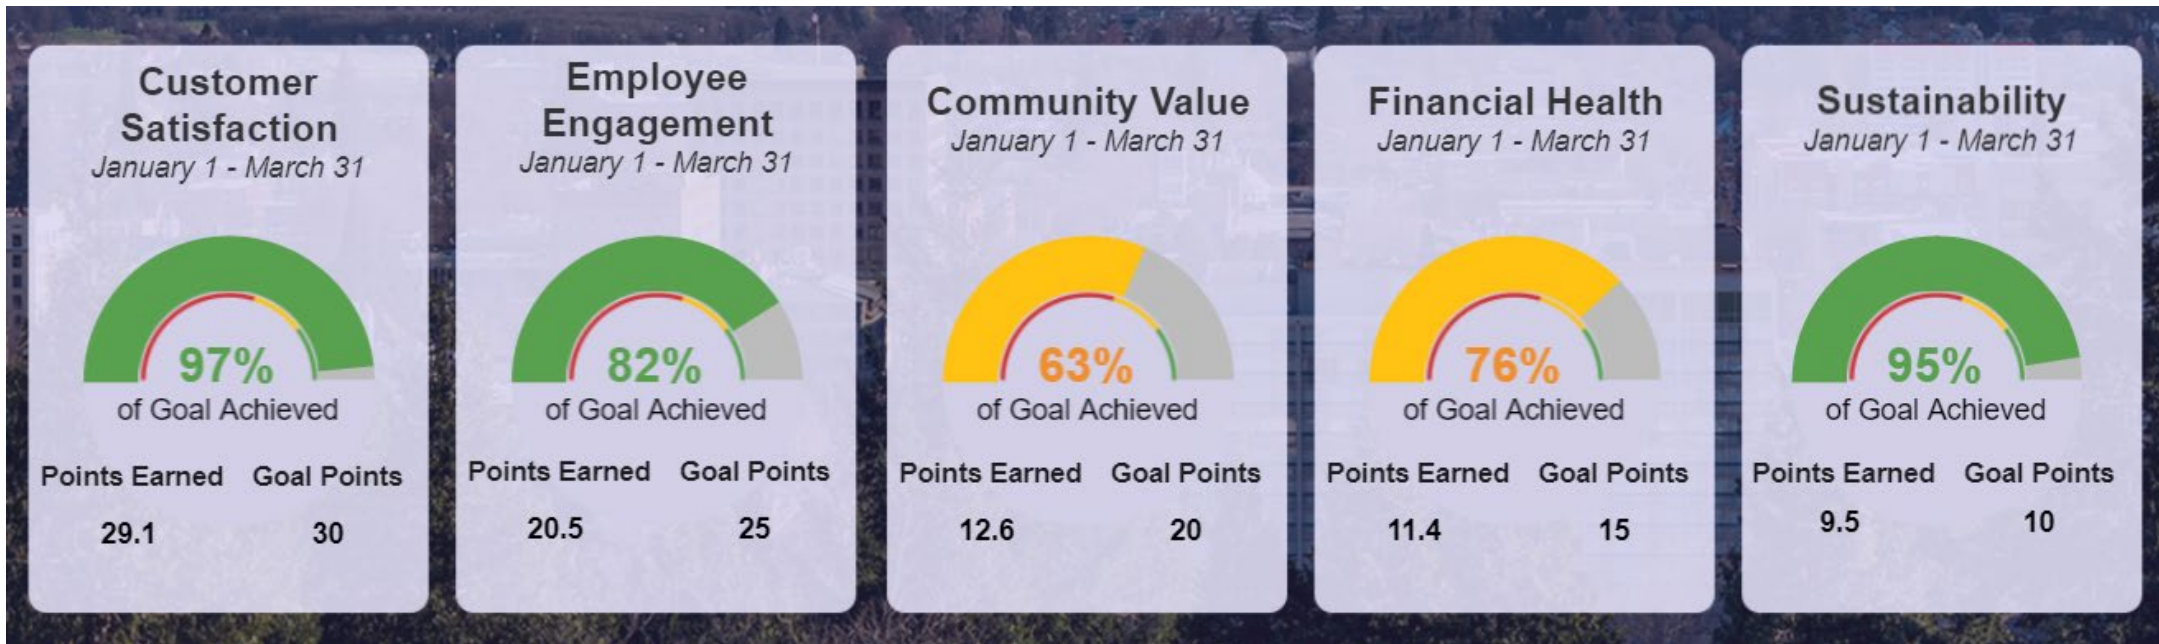 Customer
Satisfaction
January 1 - March 31
97%
of Goal Achieved
Points Earned Goal Points
29.1 30
Employee
Engagement
January 1 - March 31
82%
of Goal Achieved
Points Earned Goal Points
20.5 25
Community Value
January 1 - March 31
63%
of Goal Achieved
Points Earned Goal Points
12.6 20
Financial Health
January 1 - March 31
76%
of Goal Achieved
Points Earned Goal Points
11.4 15
Sustainability
January 1 - March 31
95%
of Goal Achieved
Points Earned Goal Points
9.5 10